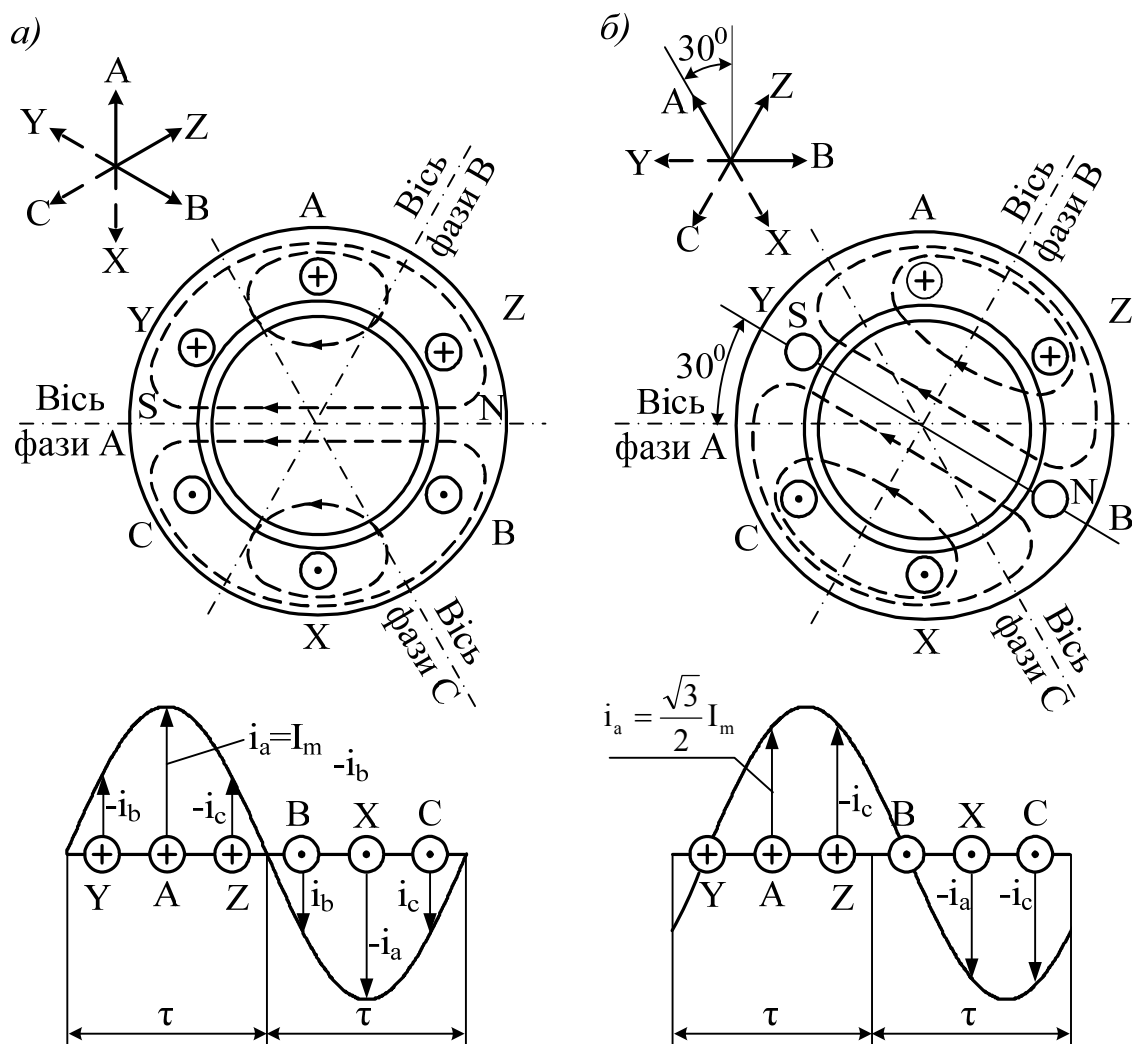 а)
A
Y
Z
C
B
X
A
Вісь
фази В
Y
Z
Вісь
S
N
фази А
C
B
X
Вісь
фази С
i_a=I_m
-i_b
-i_b
-i_c
B
X
C
Y
A
Z
i_b
i_c
-i_a
τ
τ
б)
30⁰
A
Z
Y
B
C
X
A
Вісь
фази В
Y
S
Z
30⁰
Вісь
фази А
N
B
C
X
Вісь
фази С
i_a = √3/2 I_m
-i_c
B
X
C
Y
A
Z
-i_a
-i_c
τ
τ